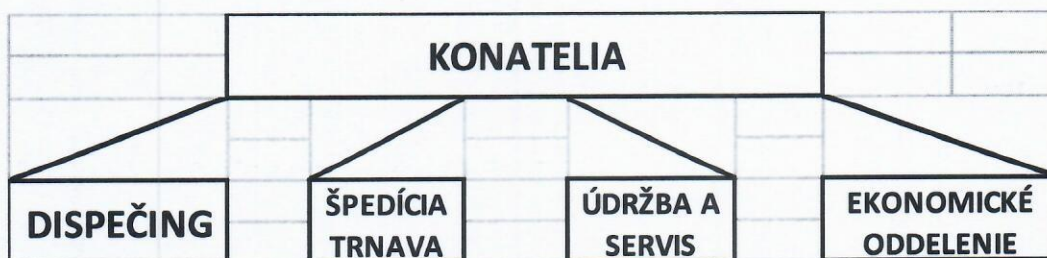 KONATELIA
DISPEČING
ŠPEDÍCIA
TRNAVA
ÚDRŽBA A
SERVIS
EKONOMICKÉ
ODDELENIE